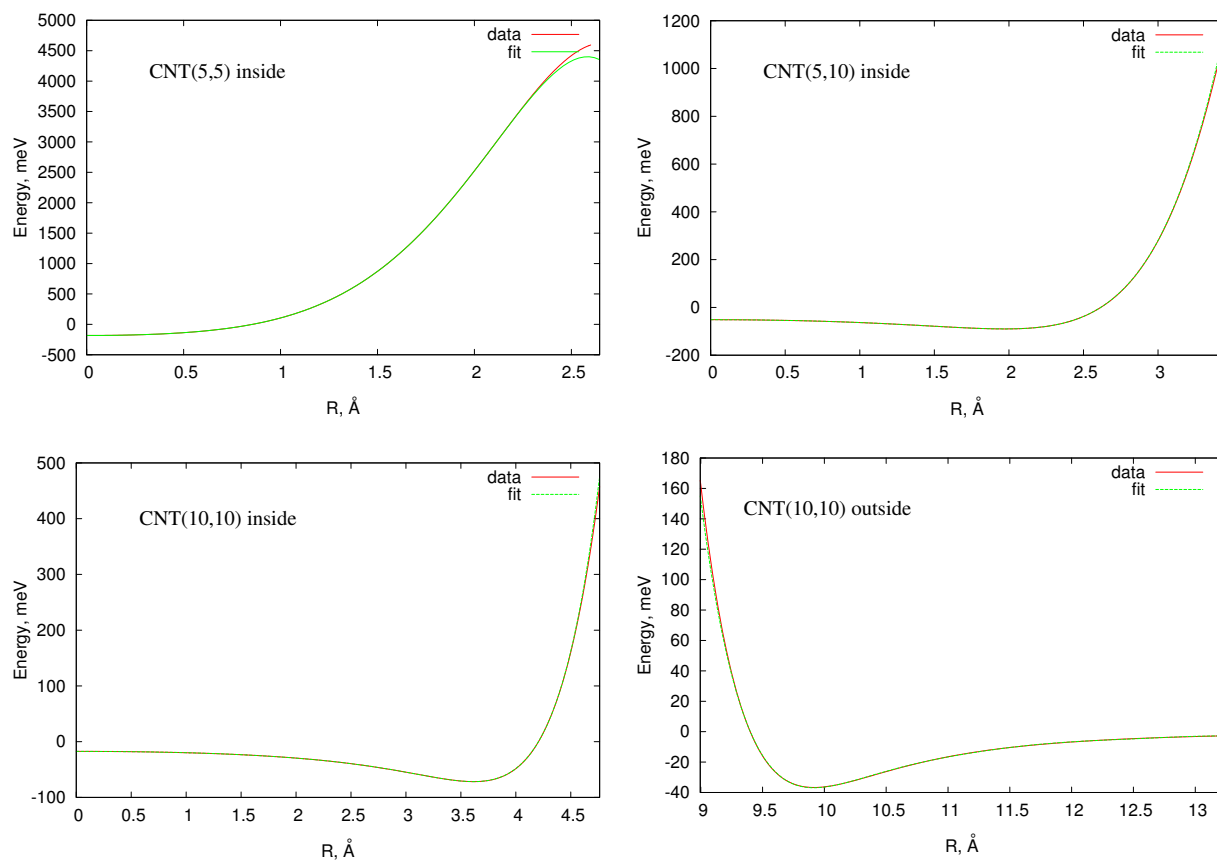 5000
4500
4000
3500
3000
2500
2000
1500
1000
500
0
-500
data
fit
CNT(5,5) inside
Energy, meV
0 0.5 1 1.5 2 2.5
R, Å
1200
1000
800
600
400
200
0
-200
data
fit
CNT(5,10) inside
Energy, meV
0 0.5 1 1.5 2 2.5 3
R, Å
500
400
300
200
100
0
-100
data
fit
CNT(10,10) inside
Energy, meV
0 0.5 1 1.5 2 2.5 3 3.5 4 4.5
R, Å
180
160
140
120
100
80
60
40
20
0
-20
-40
data
fit
CNT(10,10) outside
Energy, meV
9 9.5 10 10.5 11 11.5 12 12.5 13
R, Å